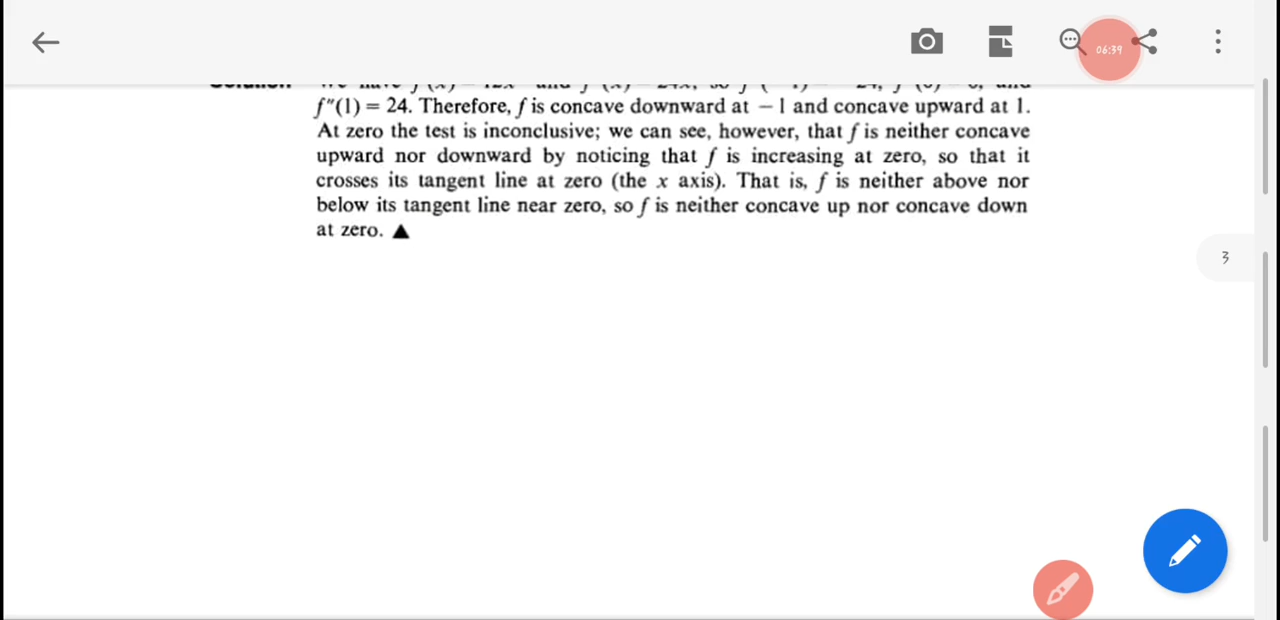 06:39
f″(1) = 24. Therefore, f is concave downward at − 1 and concave upward at 1.
At zero the test is inconclusive; we can see, however, that f is neither concave
upward nor downward by noticing that f is increasing at zero, so that it
crosses its tangent line at zero (the x axis). That is, f is neither above nor
below its tangent line near zero, so f is neither concave up nor concave down
at zero. ▲
3